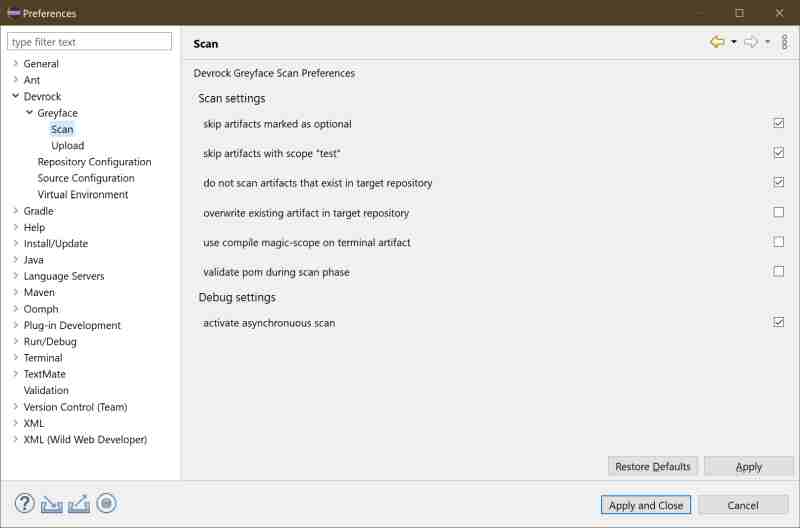 Preferences
type filter text
General
Ant
Devrock
Greyface
Scan
Upload
Repository Configuration
Source Configuration
Virtual Environment
Gradle
Help
Install/Update
Java
Language Servers
Maven
Oomph
Plug-in Development
Run/Debug
Terminal
TextMate
Validation
Version Control (Team)
XML
XML (Wild Web Developer)
Scan
Devrock Greyface Scan Preferences
Scan settings
skip artifacts marked as optional
skip artifacts with scope "test"
do not scan artifacts that exist in target repository
overwrite existing artifact in target repository
use compile magic-scope on terminal artifact
validate pom during scan phase
Debug settings
activate asynchronuous scan
Restore Defaults
Apply
Apply and Close
Cancel